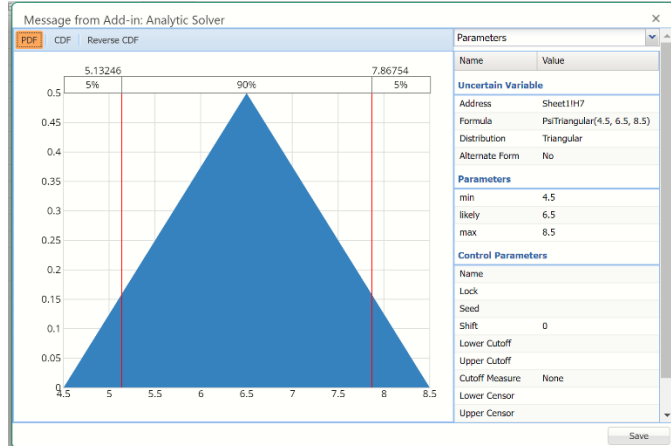 Message from Add-in: Analytic Solver
PDF CDF Reverse CDF
5.13246 7.86754
5% 90% 5%
0.5
0.45
0.4
0.35
0.3
0.25
0.2
0.15
0.1
0.05
0
4.5 5 5.5 6 6.5 7 7.5 8 8.5
Parameters
Name Value
Uncertain Variable
Address Sheet1!H7
Formula PsiTriangular(4.5, 6.5, 8.5)
Distribution Triangular
Alternate Form No
Parameters
min 4.5
likely 6.5
max 8.5
Control Parameters
Name
Lock
Seed
Shift 0
Lower Cutoff
Upper Cutoff
Cutoff Measure None
Lower Censor
Upper Censor
Save